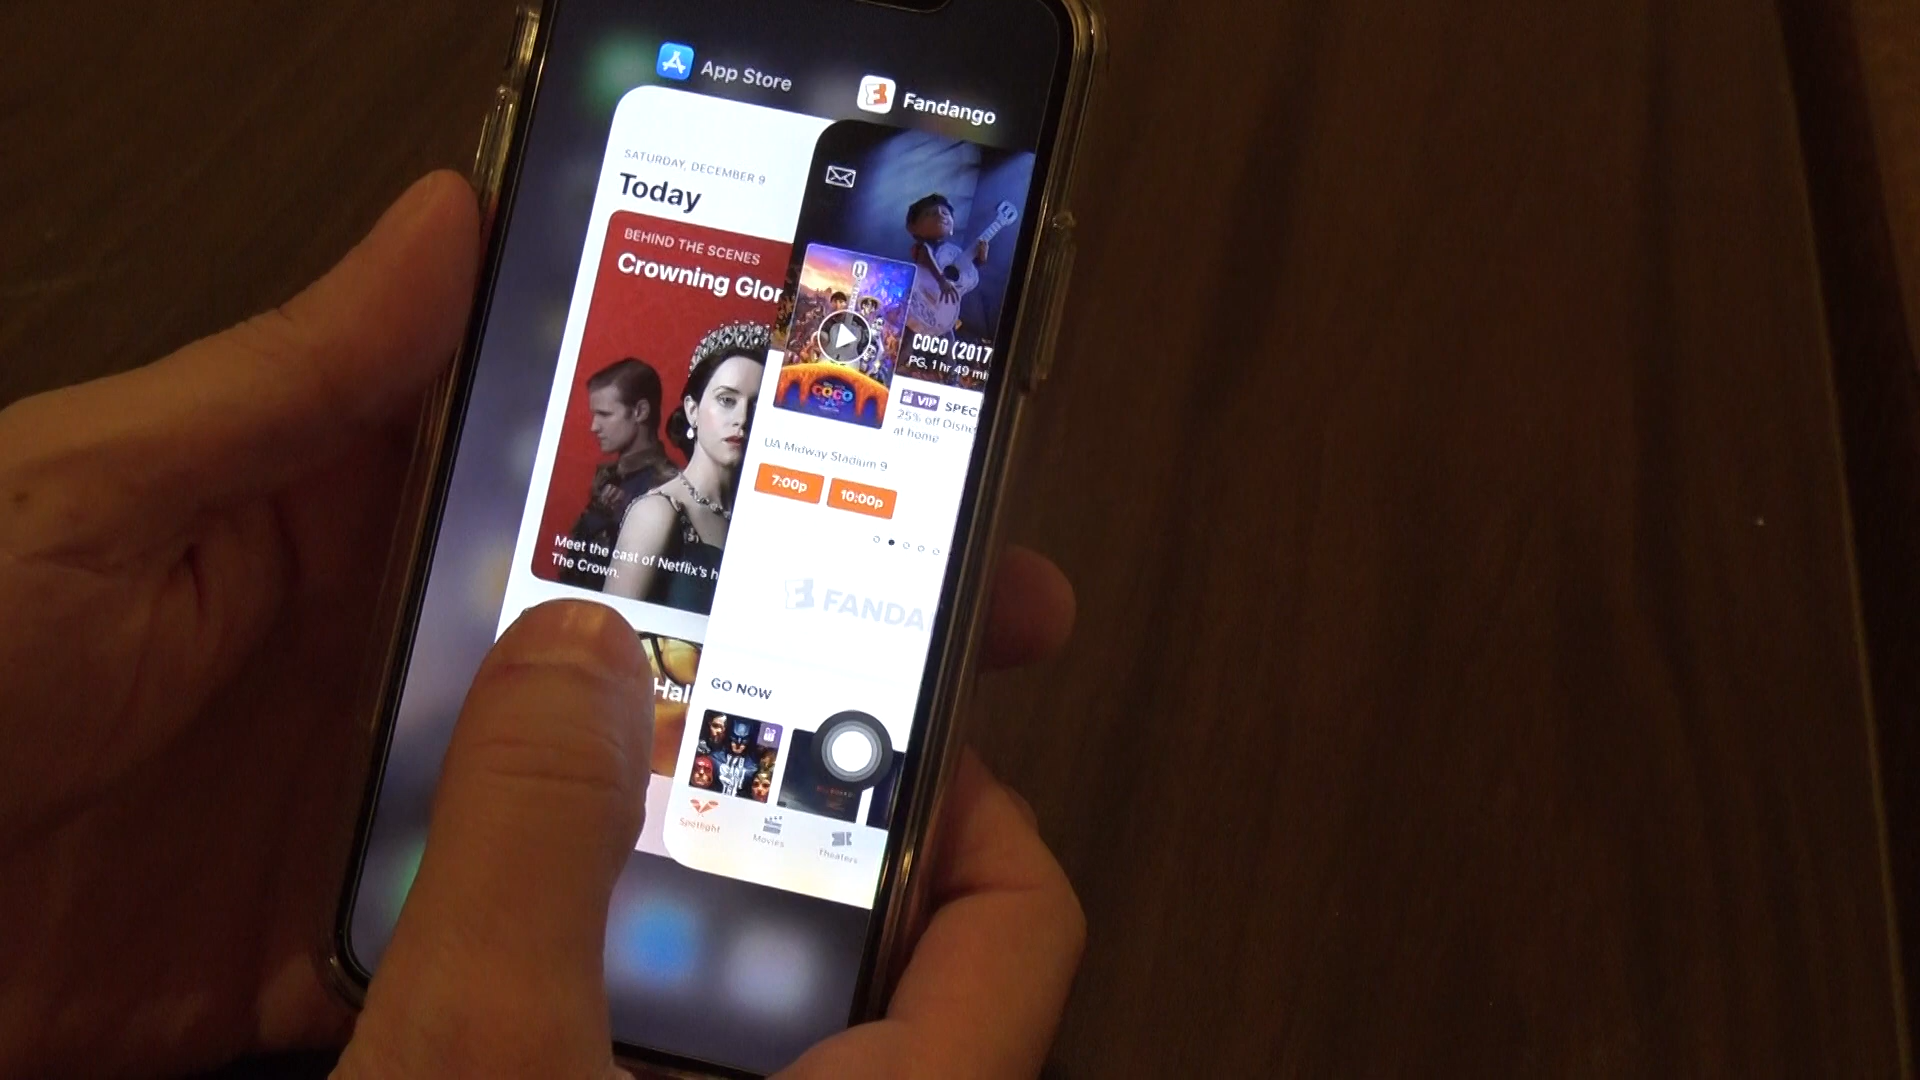 App Store
Fandango
SATURDAY, DECEMBER 9
Today
BEHIND THE SCENES
Crowning Glor
Meet the cast of Netflix's h
The Crown.
Hal
COCO
COCO (2017
PG, 1 hr 49 mi
VIP SPEC
25% off Disne
at home
UA Midway Stadium 9
7:00p 10:00p
FANDA
GO NOW
Spotlight
Movies
Theaters